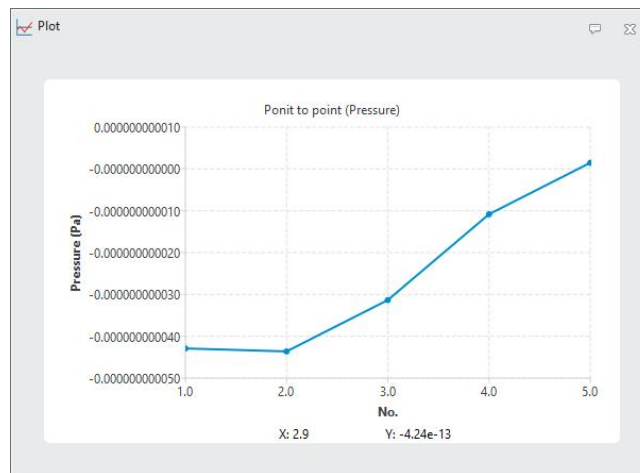 Plot
Ponit to point (Pressure)
0.000000000010
-0.000000000000
-0.000000000010
-0.000000000020
-0.000000000030
-0.000000000040
-0.000000000050
Pressure (Pa)
1.0 2.0 3.0 4.0 5.0
No.
X: 2.9 Y: -4.24e-13